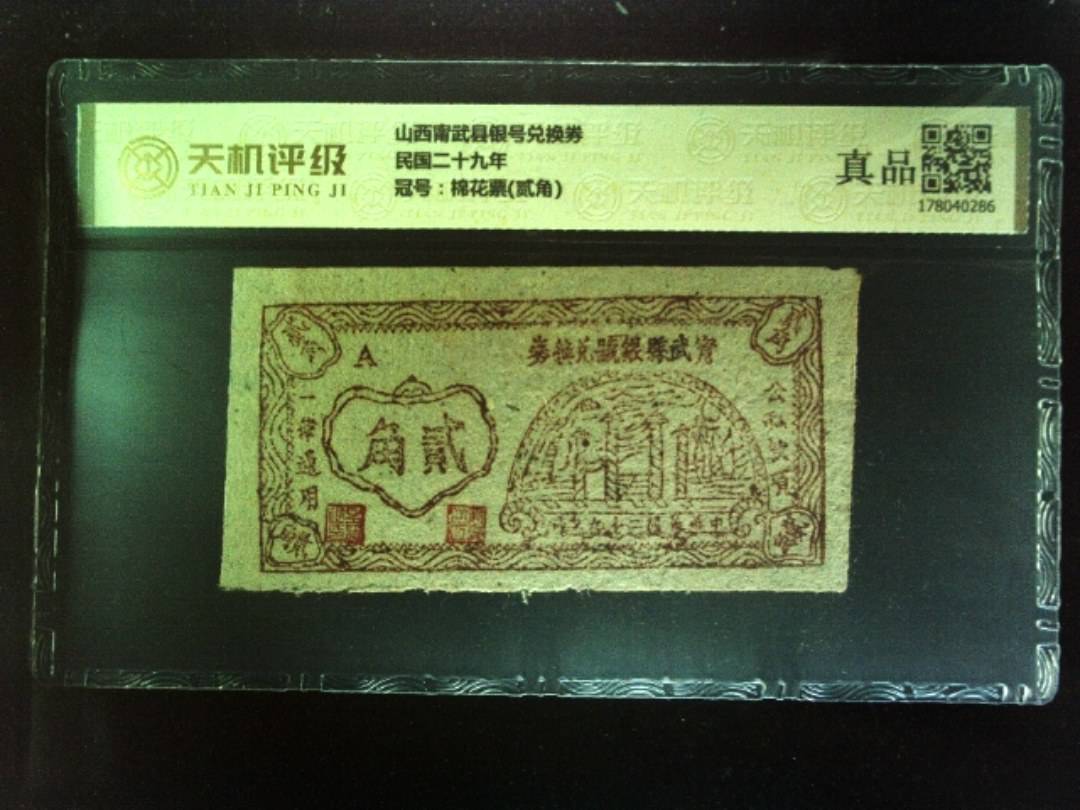 天机评级
TIAN JI PING JI
山西甯武县银号兑换券
民国二十九年
冠号：棉花票(贰角)
真品
178040286
A
券換兌號銀縣武甯
角貳
一律通用